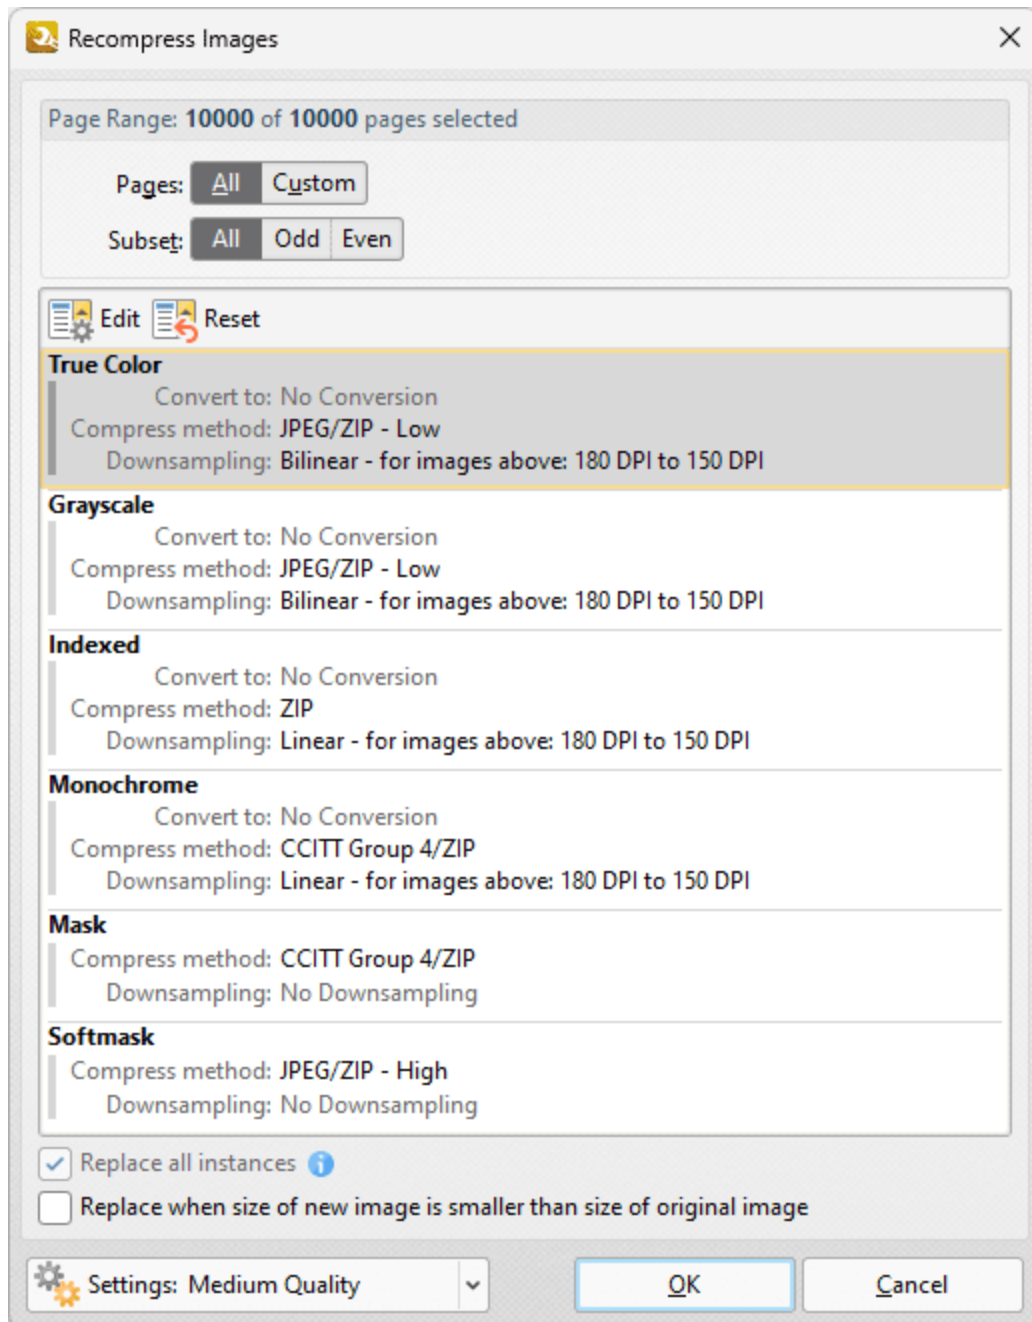 Recompress Images
Page Range: 10000 of 10000 pages selected
Pages: All Custom
Subset: All Odd Even
Edit Reset
True Color
Convert to: No Conversion
Compress method: JPEG/ZIP - Low
Downsampling: Bilinear - for images above: 180 DPI to 150 DPI
Grayscale
Convert to: No Conversion
Compress method: JPEG/ZIP - Low
Downsampling: Bilinear - for images above: 180 DPI to 150 DPI
Indexed
Convert to: No Conversion
Compress method: ZIP
Downsampling: Linear - for images above: 180 DPI to 150 DPI
Monochrome
Convert to: No Conversion
Compress method: CCITT Group 4/ZIP
Downsampling: Linear - for images above: 180 DPI to 150 DPI
Mask
Compress method: CCITT Group 4/ZIP
Downsampling: No Downsampling
Softmask
Compress method: JPEG/ZIP - High
Downsampling: No Downsampling
Replace all instances
Replace when size of new image is smaller than size of original image
Settings: Medium Quality OK Cancel